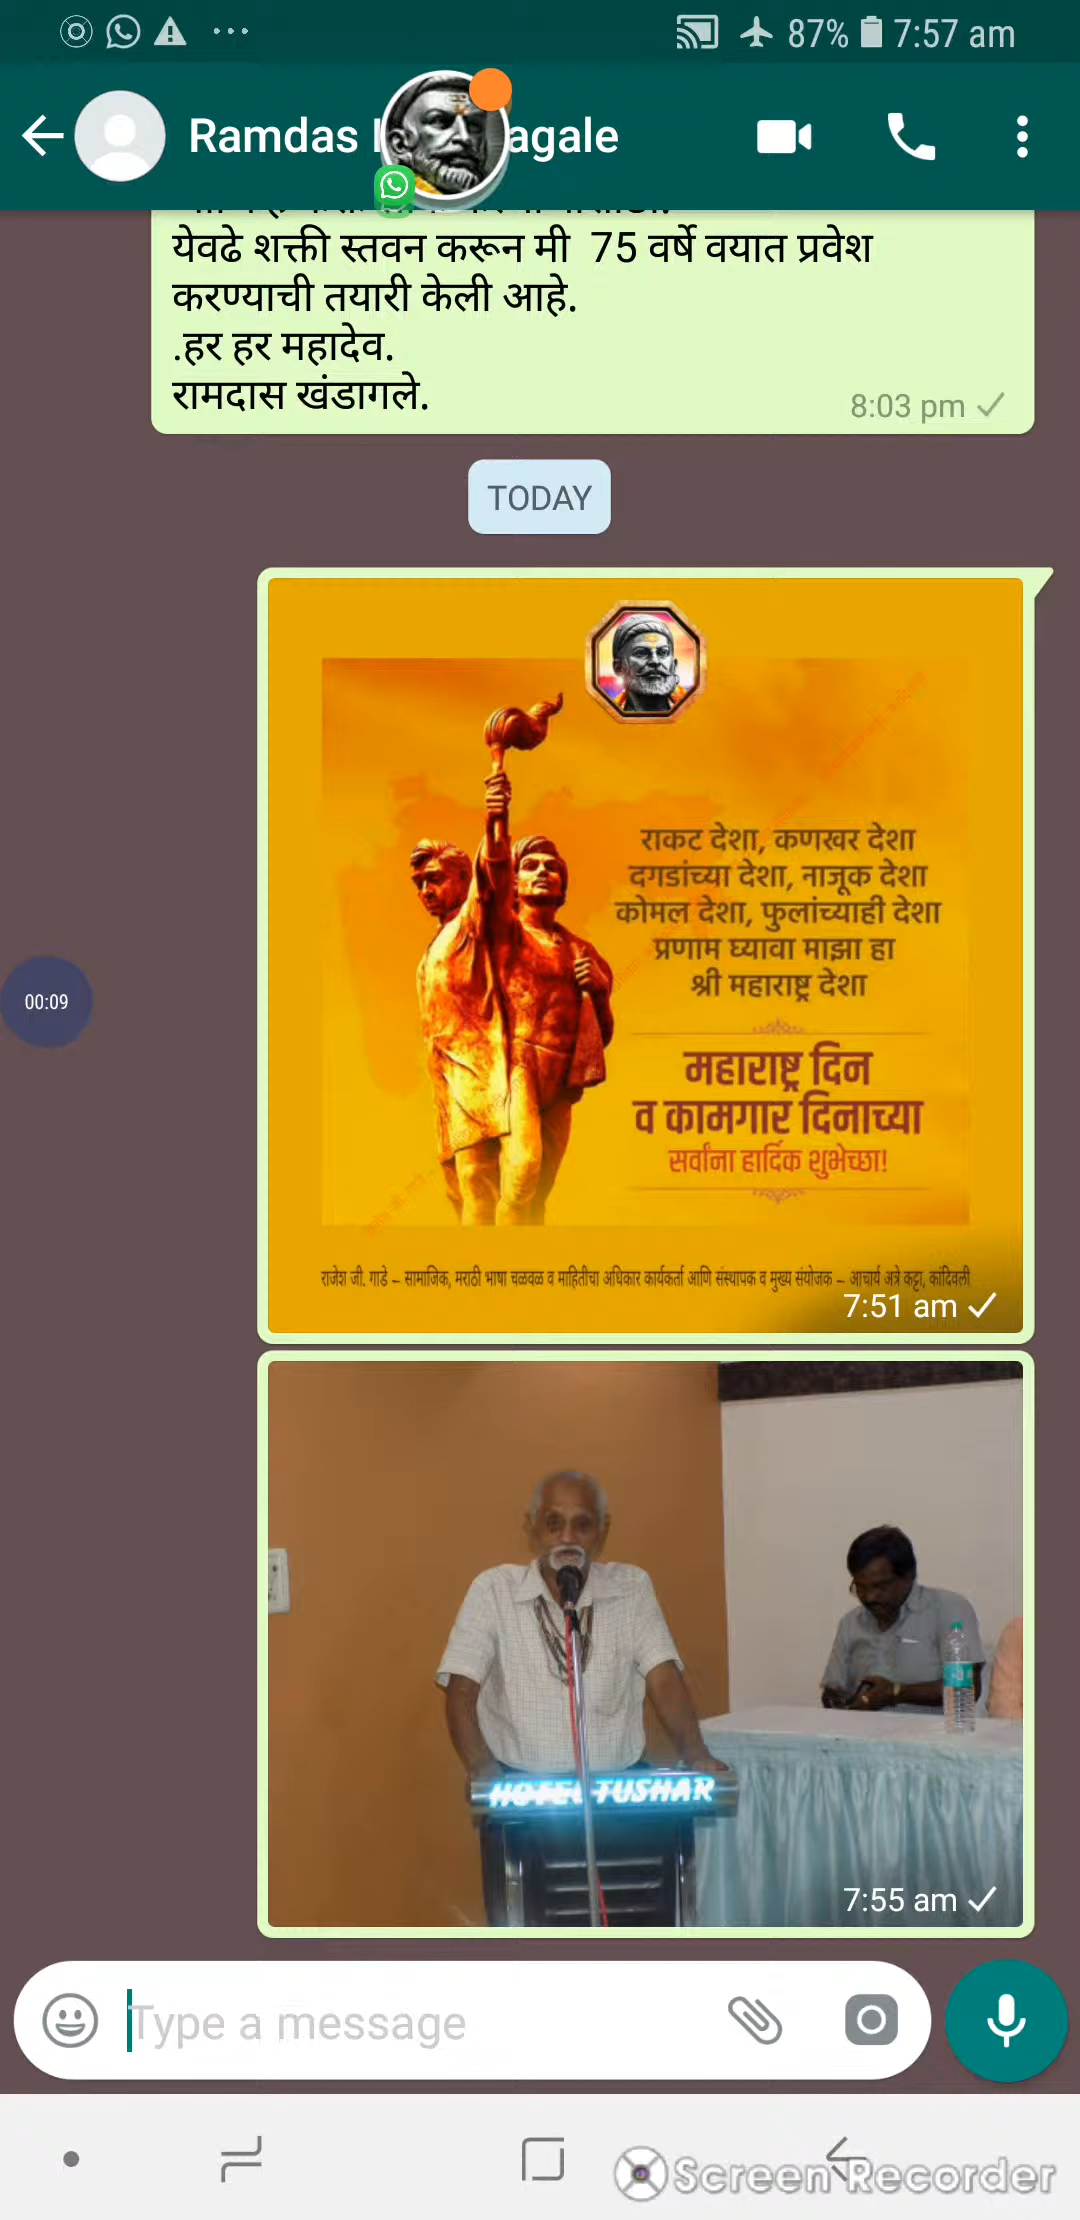 87% 7:57 am
Ramdas agale
येवढे शक्ती स्तवन करून मी 75 वर्षे वयात प्रवेश
करण्याची तयारी केली आहे.
.हर हर महादेव.
रामदास खंडागले.
8:03 pm
TODAY
राकट देशा, कणखर देशा
दगडांच्या देशा, नाजूक देशा
कोमल देशा, फुलांच्याही देशा
प्रणाम घ्यावा माझा हा
श्री महाराष्ट्र देशा
महाराष्ट्र दिन
व कामगार दिनाच्या
सर्वांना हार्दिक शुभेच्छा!
राजेश जी. गाडे – सामाजिक, मराठी भाषा चळवळ व माहितीचा अधिकार कार्यकर्ता आणि संस्थापक व मुख्य संयोजक – आचार्य अत्रे कट्टा, कांदिवली
7:51 am
00:09
HOTEL TUSHAR
7:55 am
Type a message
Screen Recorder